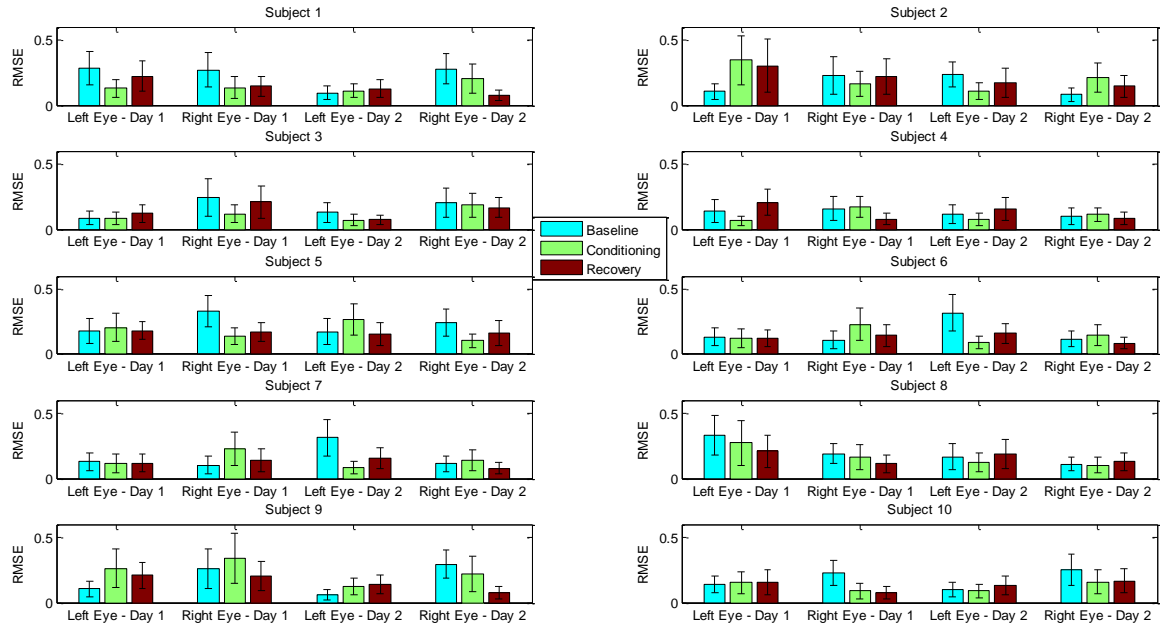 Subject 1
RMSE
0.5
0
Left Eye - Day 1 Right Eye - Day 1 Left Eye - Day 2 Right Eye - Day 2
Subject 2
RMSE
0.5
0
Left Eye - Day 1 Right Eye - Day 1 Left Eye - Day 2 Right Eye - Day 2
Subject 3
RMSE
0.5
0
Left Eye - Day 1 Right Eye - Day 1 Left Eye - Day 2 Right Eye - Day 2
Subject 4
RMSE
0.5
0
Left Eye - Day 1 Right Eye - Day 1 Left Eye - Day 2 Right Eye - Day 2
Baseline
Conditioning
Recovery
Subject 5
RMSE
0.5
0
Left Eye - Day 1 Right Eye - Day 1 Left Eye - Day 2 Right Eye - Day 2
Subject 6
RMSE
0.5
0
Left Eye - Day 1 Right Eye - Day 1 Left Eye - Day 2 Right Eye - Day 2
Subject 7
RMSE
0.5
0
Left Eye - Day 1 Right Eye - Day 1 Left Eye - Day 2 Right Eye - Day 2
Subject 8
RMSE
0.5
0
Left Eye - Day 1 Right Eye - Day 1 Left Eye - Day 2 Right Eye - Day 2
Subject 9
RMSE
0.5
0
Left Eye - Day 1 Right Eye - Day 1 Left Eye - Day 2 Right Eye - Day 2
Subject 10
RMSE
0.5
0
Left Eye - Day 1 Right Eye - Day 1 Left Eye - Day 2 Right Eye - Day 2